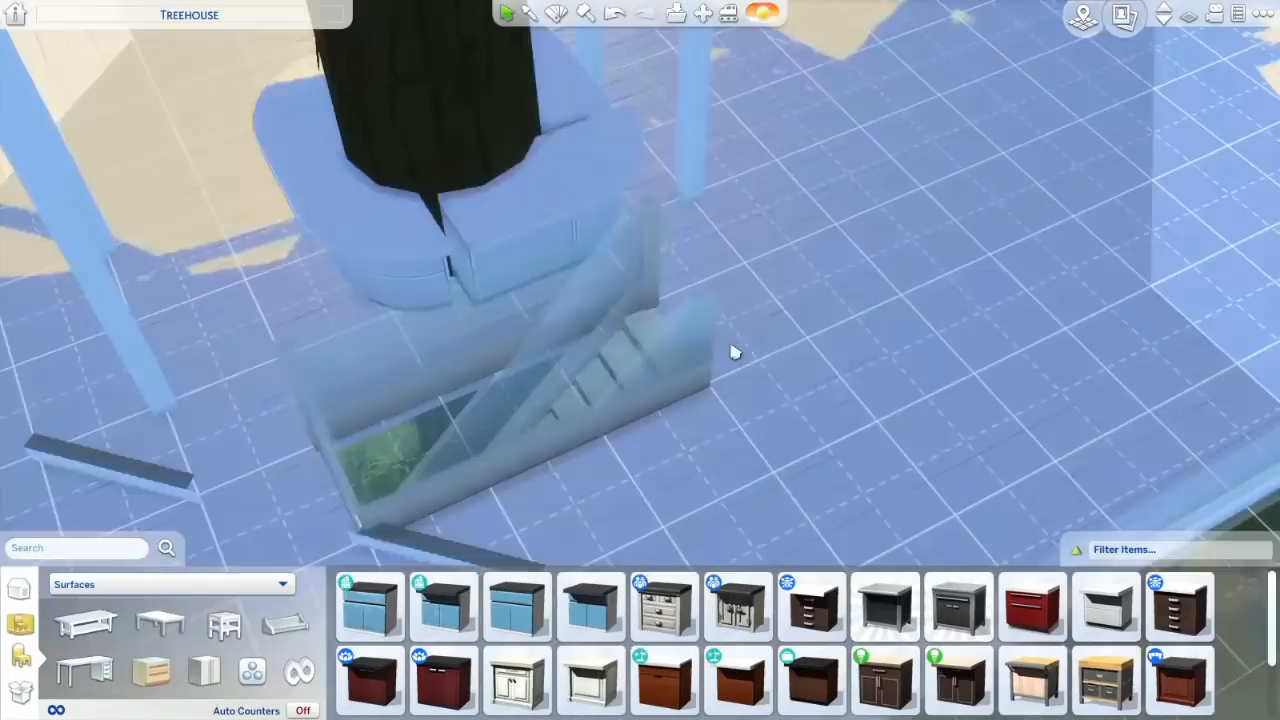 TREEHOUSE
Search
Filter Items...
Surfaces
Auto Counters Off